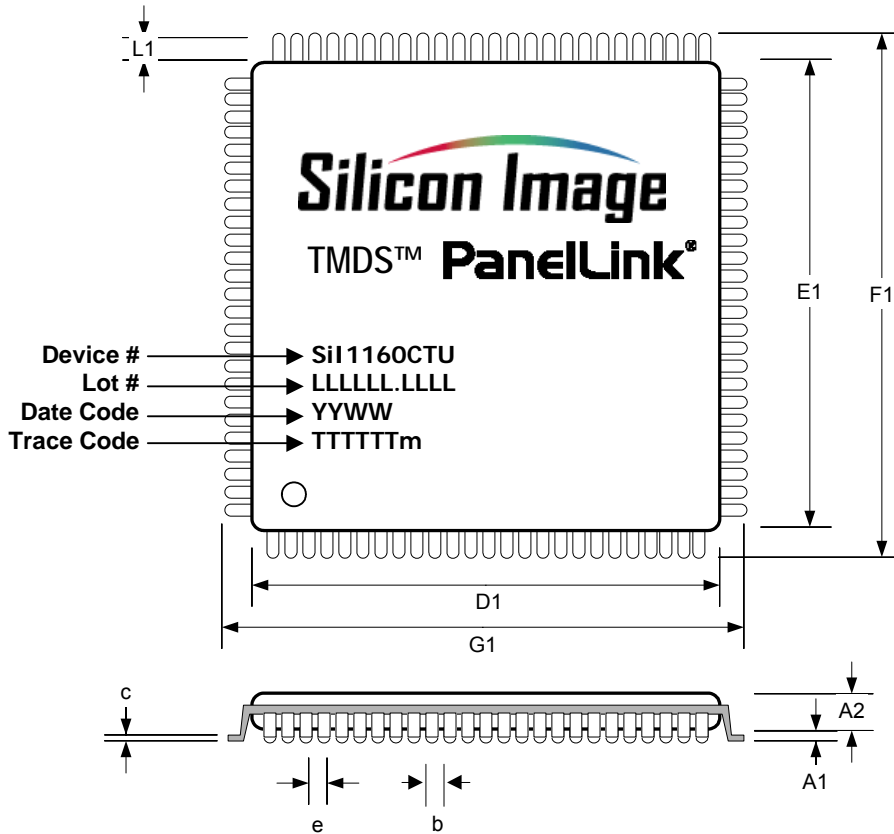 L1
Silicon Image
TMDS™ PanelLink®
E1
F1
Device # SiI1160CTU
Lot # LLLLLL.LLLL
Date Code YYWW
Trace Code TTTTTTm
D1
G1
c
A2
A1
e
b